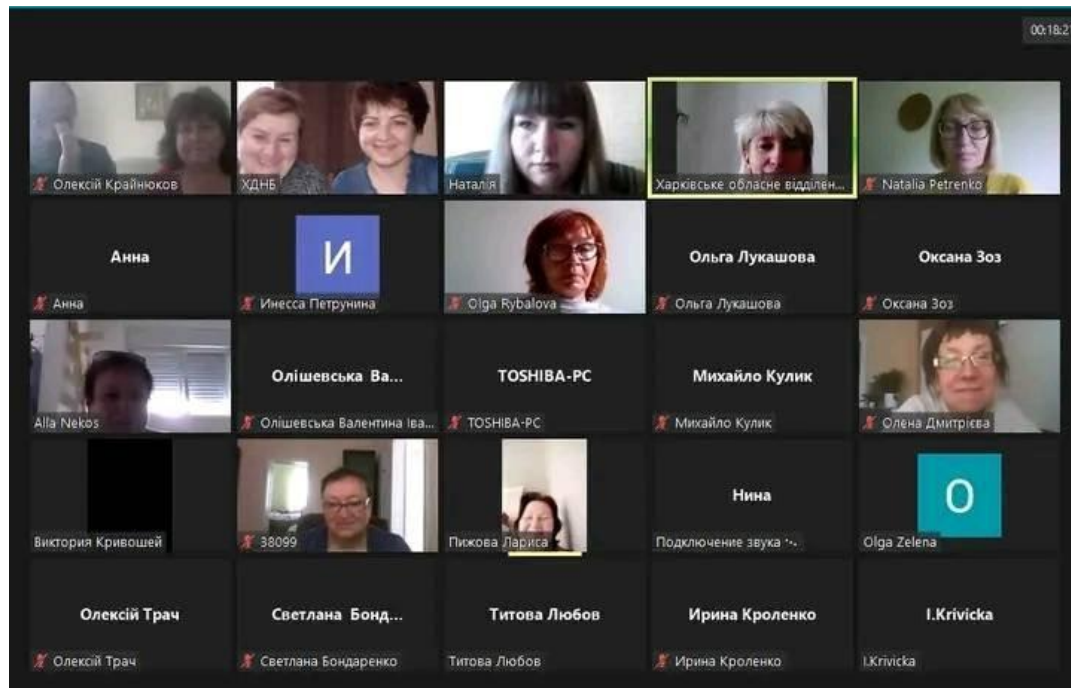 00:18:21
Олексій Крайнюков
ХДНБ
Наталія
Харківське обласне відділен...
Natalia Petrenko
Анна
Анна
И
Инесса Петрунина
Olga Rybalova
Ольга Лукашова
Ольга Лукашова
Оксана Зоз
Оксана Зоз
Alla Nekos
Олішевська Ва...
Олішевська Валентина Іва...
TOSHIBA-PC
TOSHIBA-PC
Михайло Кулик
Михайло Кулик
Олена Дмитрієва
Виктория Кривошей
38099
Пижова Лариса
Нина
Подключение звука
O
Olga Zelena
Олексій Трач
Олексій Трач
Светлана Бонд...
Светлана Бондаренко
Титова Любов
Титова Любов
Ирина Кроленко
Ирина Кроленко
I.Krivicka
I.Krivicka